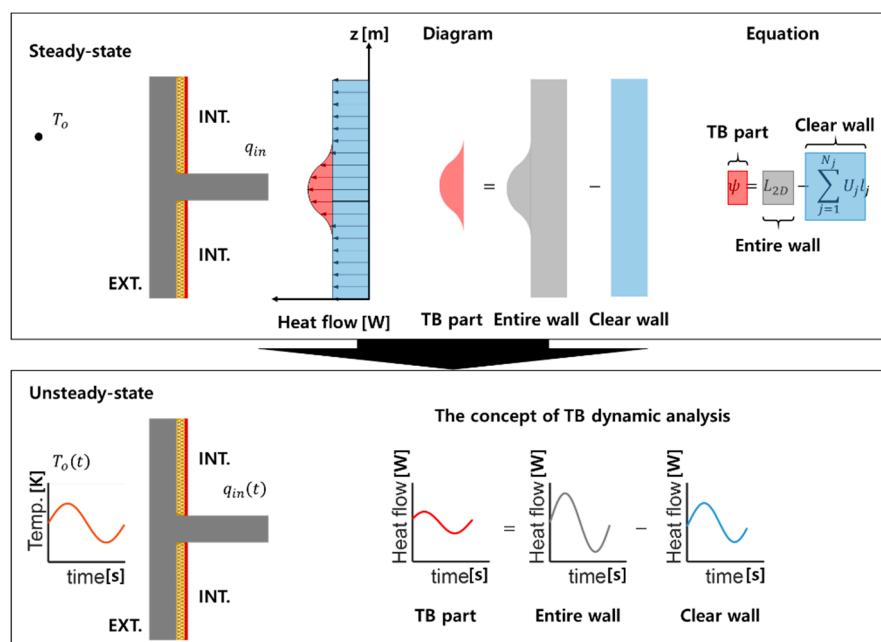 Steady-state
z [m]
Diagram
Equation
T_o
INT.
q_in
TB part
Clear wall
ψ = L_2D − ∑_{j=1}^{N_j} U_j l_j
=
−
INT.
Entire wall
EXT.
Heat flow [W]
TB part
Entire wall
Clear wall
Unsteady-state
The concept of TB dynamic analysis
T_o(t)
INT.
q_in(t)
Temp. [K]
time[s]
INT.
EXT.
Heat flow [W]
time[s]
TB part
=
Heat flow [W]
time[s]
Entire wall
−
Heat flow [W]
time[s]
Clear wall